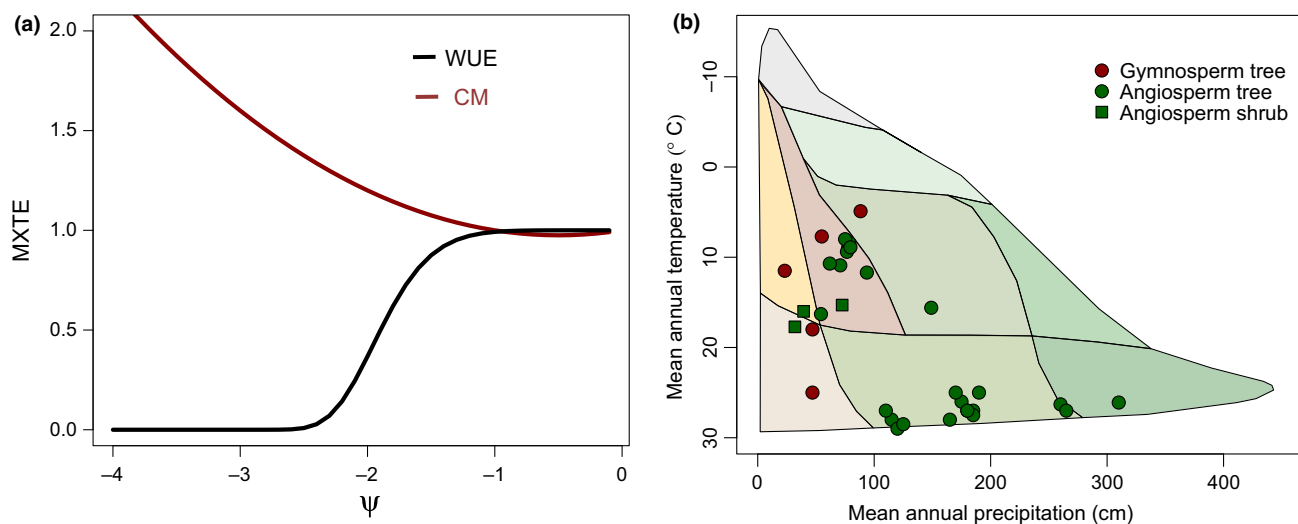 (a)
WUE
CM
MXTE
2.0
1.5
1.0
0.5
0.0
–4
–3
–2
–1
0
ψ
(b)
Gymnosperm tree
Angiosperm tree
Angiosperm shrub
Mean annual temperature (° C)
–10
0
10
20
30
0
100
200
300
400
Mean annual precipitation (cm)